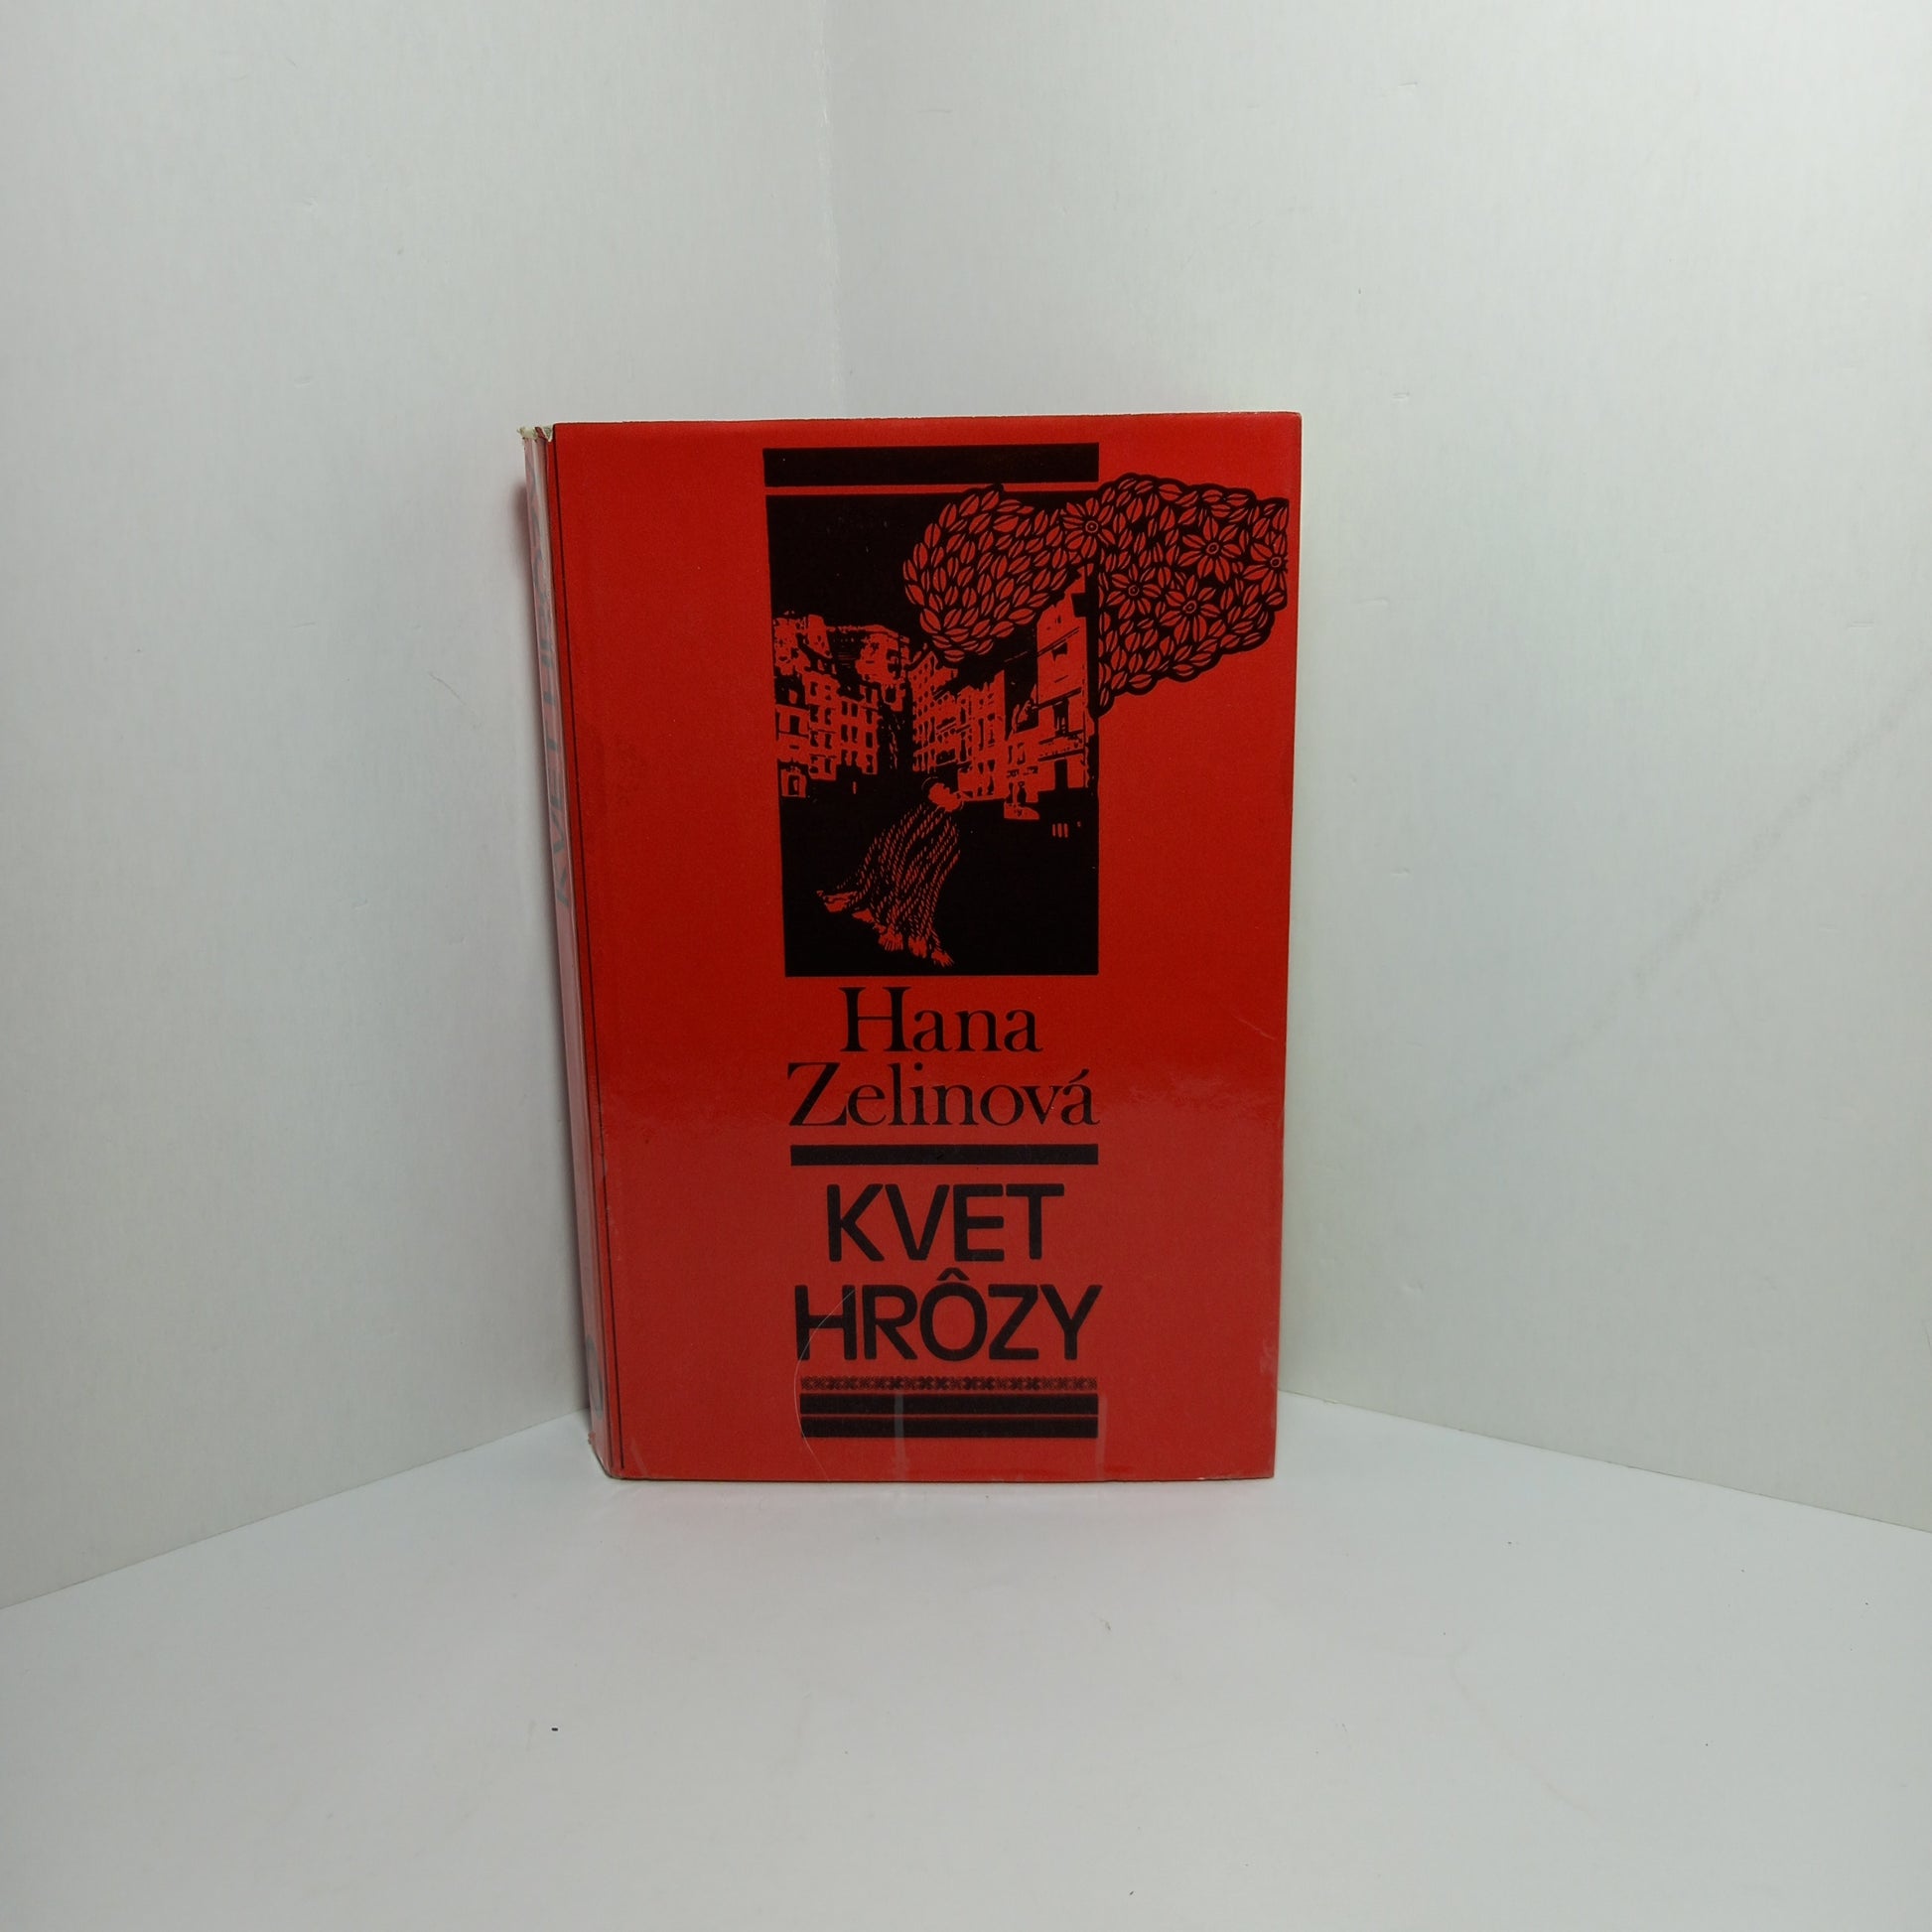 Hana
Zelinová
KVET
HRÔZY